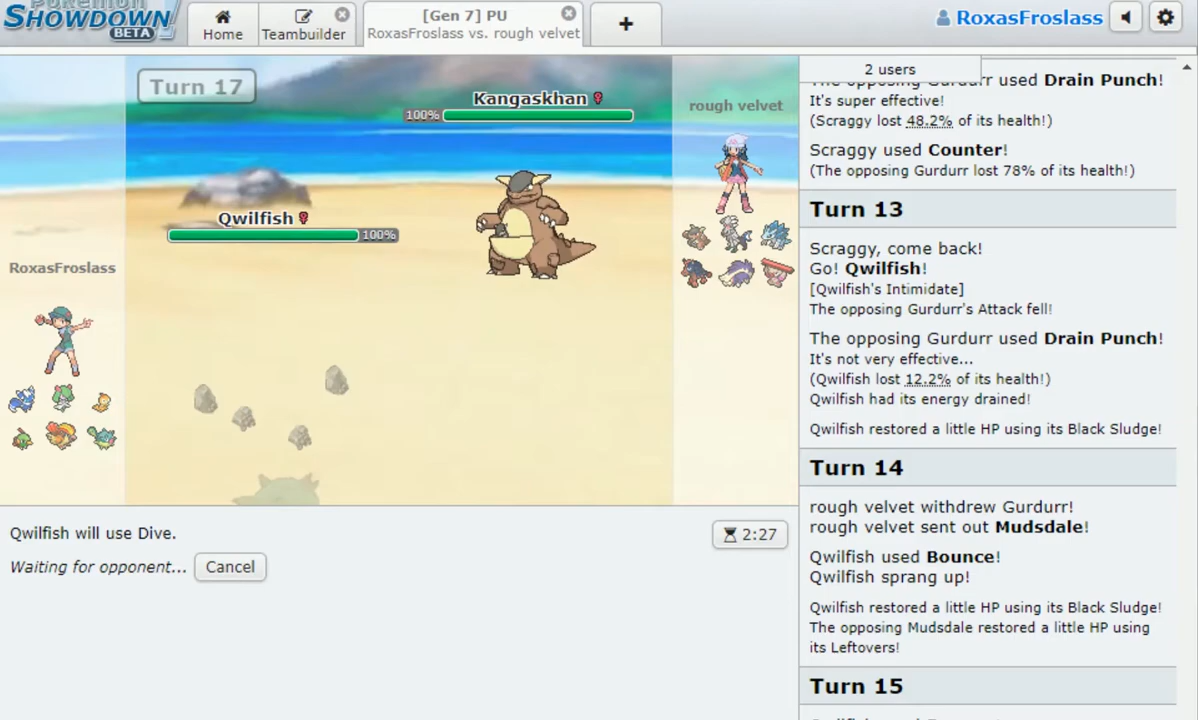 Pokémon
SHOWDOWN
BETA
Home
Teambuilder
[Gen 7] PU
RoxasFroslass vs. rough velvet
+
RoxasFroslass
Turn 17
Kangaskhan
100%
Qwilfish
100%
rough velvet
RoxasFroslass
Qwilfish will use Dive.
2:27
Waiting for opponent...
Cancel
2 users
The opposing Gurdurr used Drain Punch!
It's super effective!
(Scraggy lost 48.2% of its health!)
Scraggy used Counter!
(The opposing Gurdurr lost 78% of its health!)
Turn 13
Scraggy, come back!
Go! Qwilfish!
[Qwilfish's Intimidate]
The opposing Gurdurr's Attack fell!
The opposing Gurdurr used Drain Punch!
It's not very effective...
(Qwilfish lost 12.2% of its health!)
Qwilfish had its energy drained!
Qwilfish restored a little HP using its Black Sludge!
Turn 14
rough velvet withdrew Gurdurr!
rough velvet sent out Mudsdale!
Qwilfish used Bounce!
Qwilfish sprang up!
Qwilfish restored a little HP using its Black Sludge!
The opposing Mudsdale restored a little HP using
its Leftovers!
Turn 15